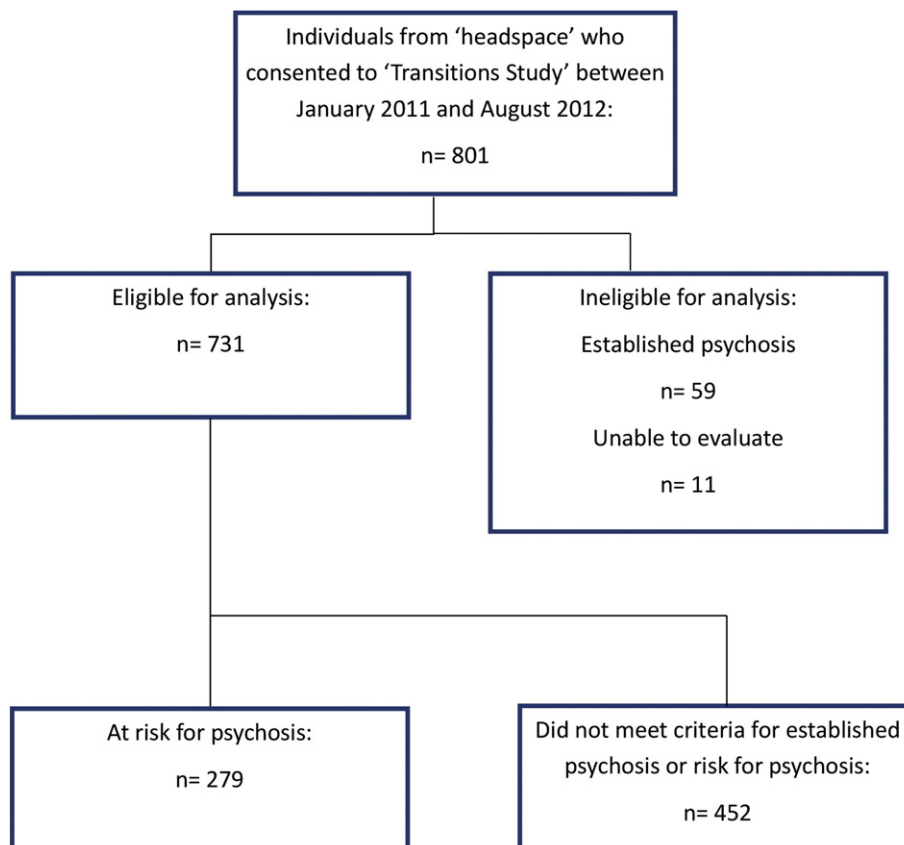 Individuals from ‘headspace’ who
consented to ‘Transitions Study’ between
January 2011 and August 2012:
n= 801
Eligible for analysis:
n= 731
Ineligible for analysis:
Established psychosis
n= 59
Unable to evaluate
n= 11
At risk for psychosis:
n= 279
Did not meet criteria for established
psychosis or risk for psychosis:
n= 452